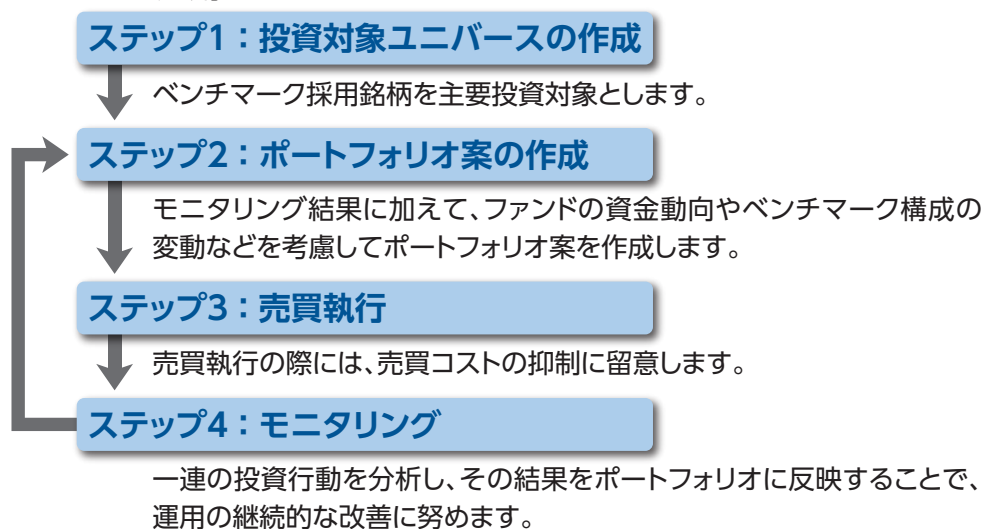 ステップ1：投資対象ユニバースの作成
ベンチマーク採用銘柄を主要投資対象とします。
ステップ2：ポートフォリオ案の作成
モニタリング結果に加えて、ファンドの資金動向やベンチマーク構成の
変動などを考慮してポートフォリオ案を作成します。
ステップ3：売買執行
売買執行の際には、売買コストの抑制に留意します。
ステップ4：モニタリング
一連の投資行動を分析し、その結果をポートフォリオに反映することで、
運用の継続的な改善に努めます。